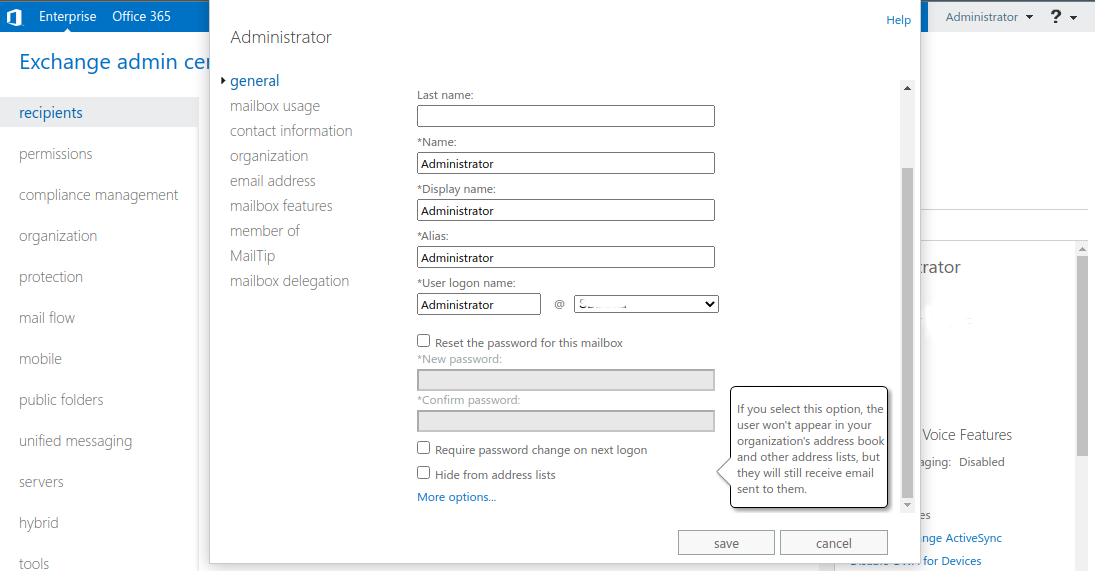 Enterprise Office 365
Administrator
?
Exchange admin cen
recipients
permissions
compliance management
organization
protection
mail flow
mobile
public folders
unified messaging
servers
hybrid
tools
Help
Administrator
general
mailbox usage
contact information
organization
email address
mailbox features
member of
MailTip
mailbox delegation
Last name:
*Name:
Administrator
*Display name:
Administrator
*Alias:
Administrator
*User logon name:
Administrator @
Reset the password for this mailbox
*New password:
*Confirm password:
Require password change on next logon
Hide from address lists
More options...
If you select this option, the
user won't appear in your
organization's address book
and other address lists, but
they will still receive email
sent to them.
save cancel
rator
Voice Features
aging: Disabled
es
nge ActiveSync
for Devices